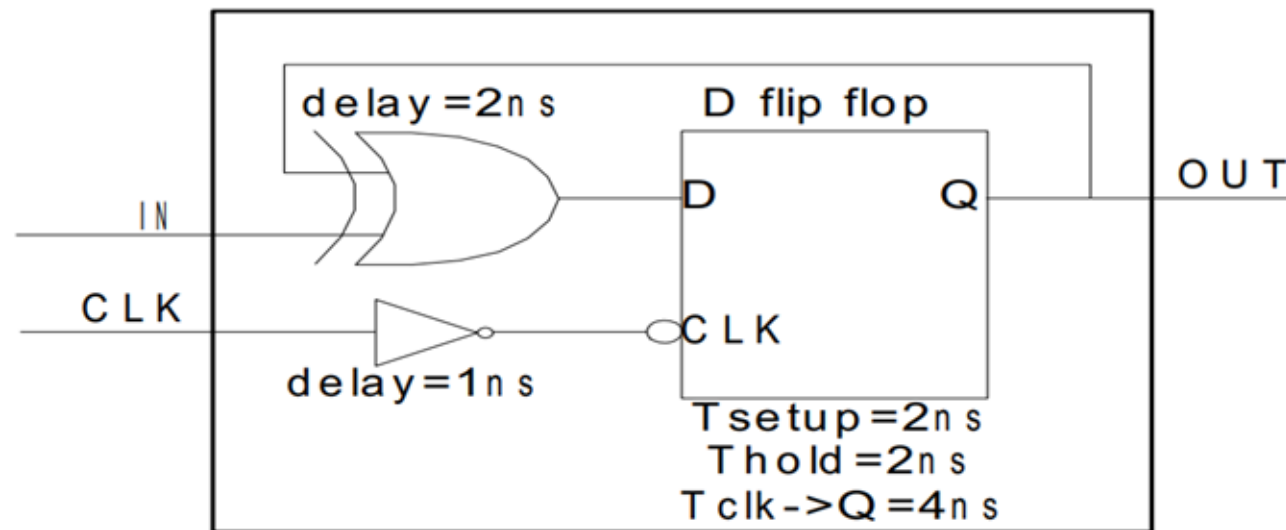 delay=2ns
D flip flop
D
Q
OUT
IN
CLK
CLK
delay=1ns
Tsetup=2ns
Thold=2ns
Tclk->Q=4ns